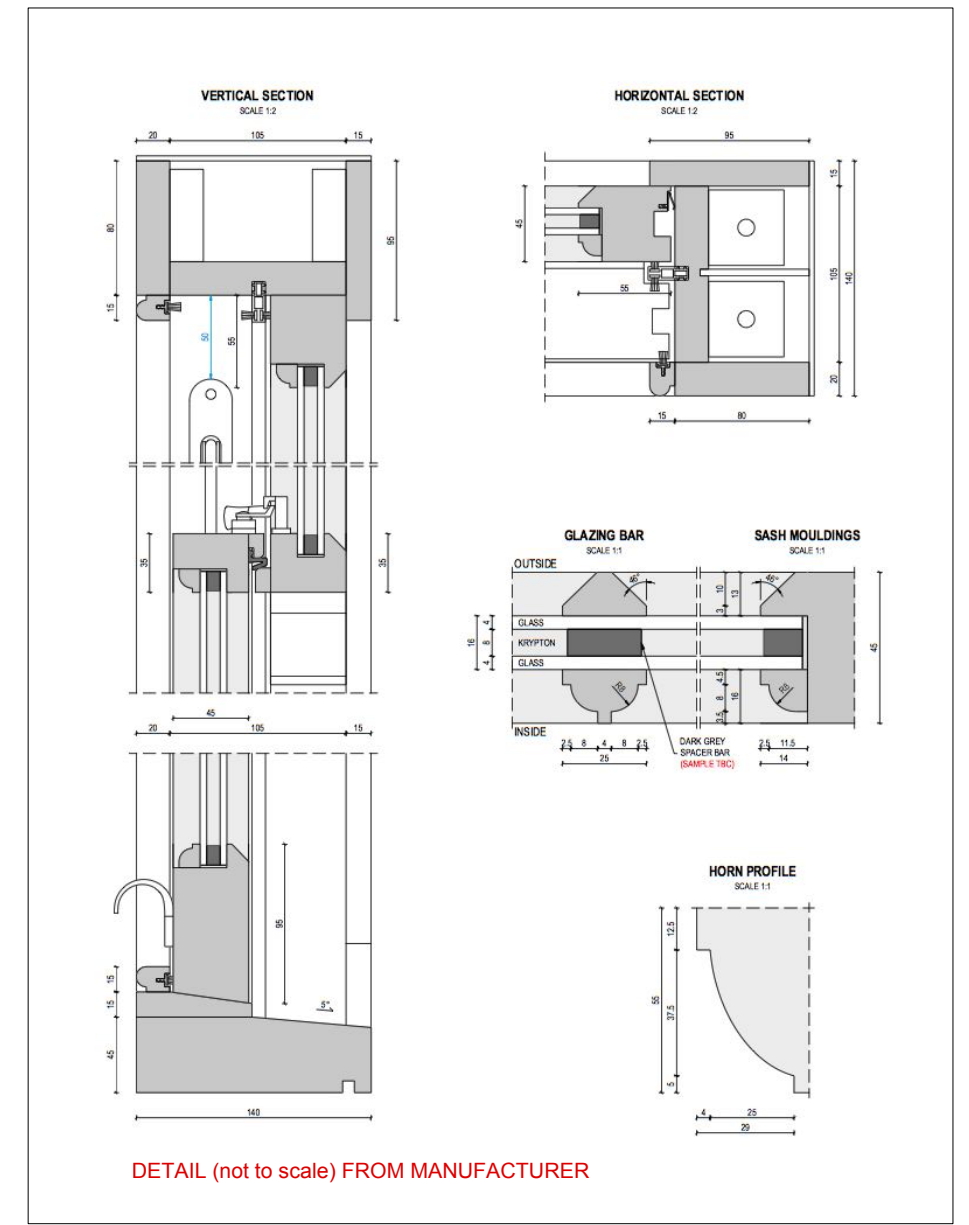 VERTICAL SECTION
SCALE 1:2
20 105 15
80
95
15
50
55
35
35
45
20 105 15
95
15
15
5°
45
140
HORIZONTAL SECTION
SCALE 1:2
95
15
45
55
105
140
20
15 80
GLAZING BAR
SCALE 1:1
SASH MOULDINGS
SCALE 1:1
OUTSIDE
46°
46°
10
13
3
GLASS
KRYPTON
GLASS
4
8
4
16
45
4.5
8
3.5
16
R8
R8
INSIDE
2.5 8 4 8 2.5
25
DARK GREY
SPACER BAR
(SAMPLE TBC)
2.5 11.5
14
HORN PROFILE
SCALE 1:1
12.5
37.5
5
55
4 25
29
DETAIL (not to scale) FROM MANUFACTURER